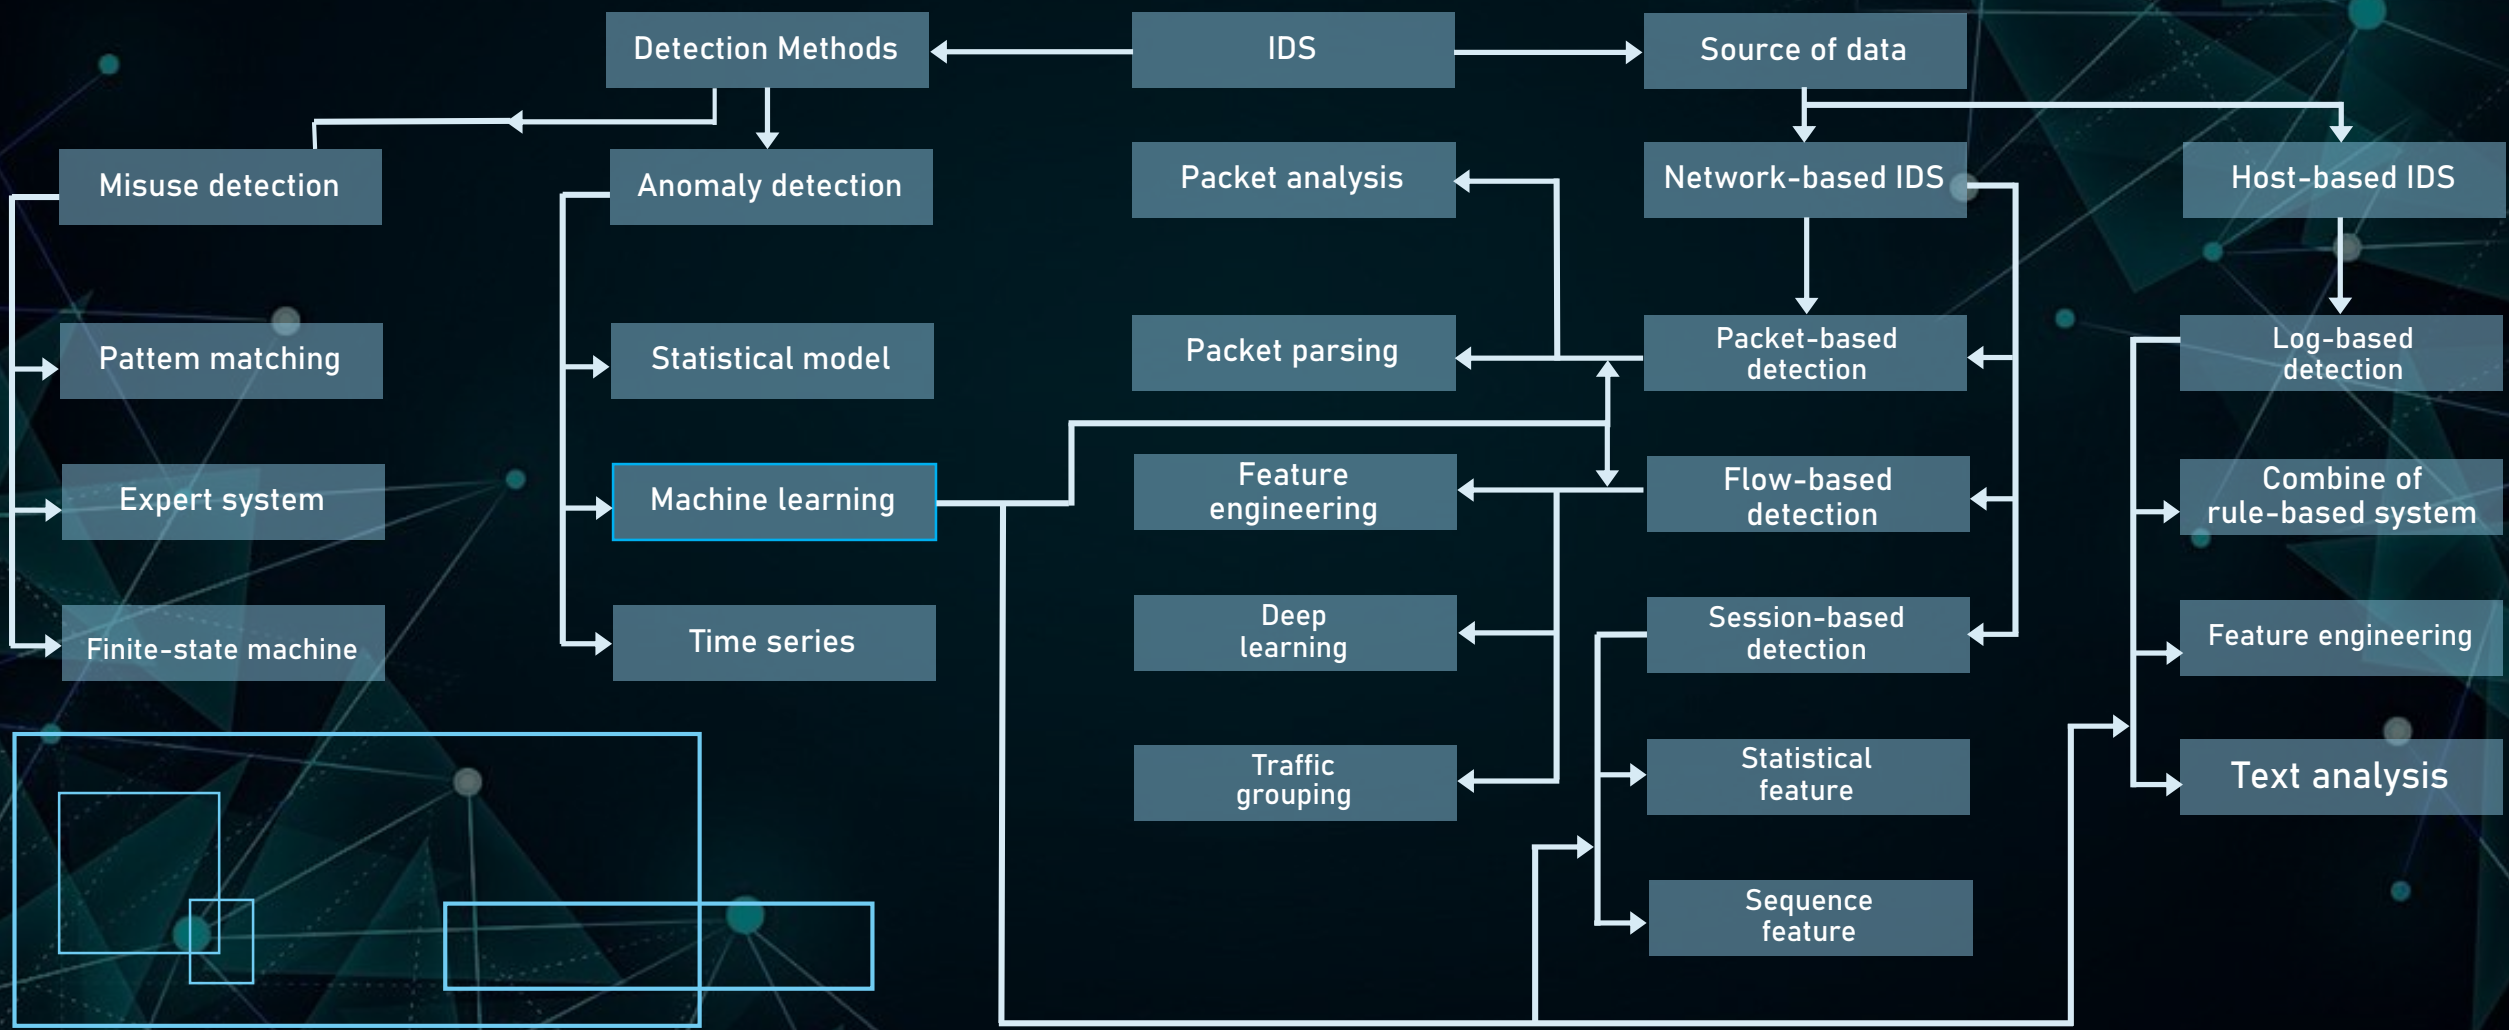 Detection Methods
IDS
Source of data
Misuse detection
Anomaly detection
Packet analysis
Network-based IDS
Host-based IDS
Pattem matching
Statistical model
Packet parsing
Packet-based
detection
Log-based
detection
Expert system
Machine learning
Feature
engineering
Flow-based
detection
Combine of
rule-based system
Finite-state machine
Time series
Deep
learning
Session-based
detection
Feature engineering
Traffic
grouping
Statistical
feature
Text analysis
Sequence
feature